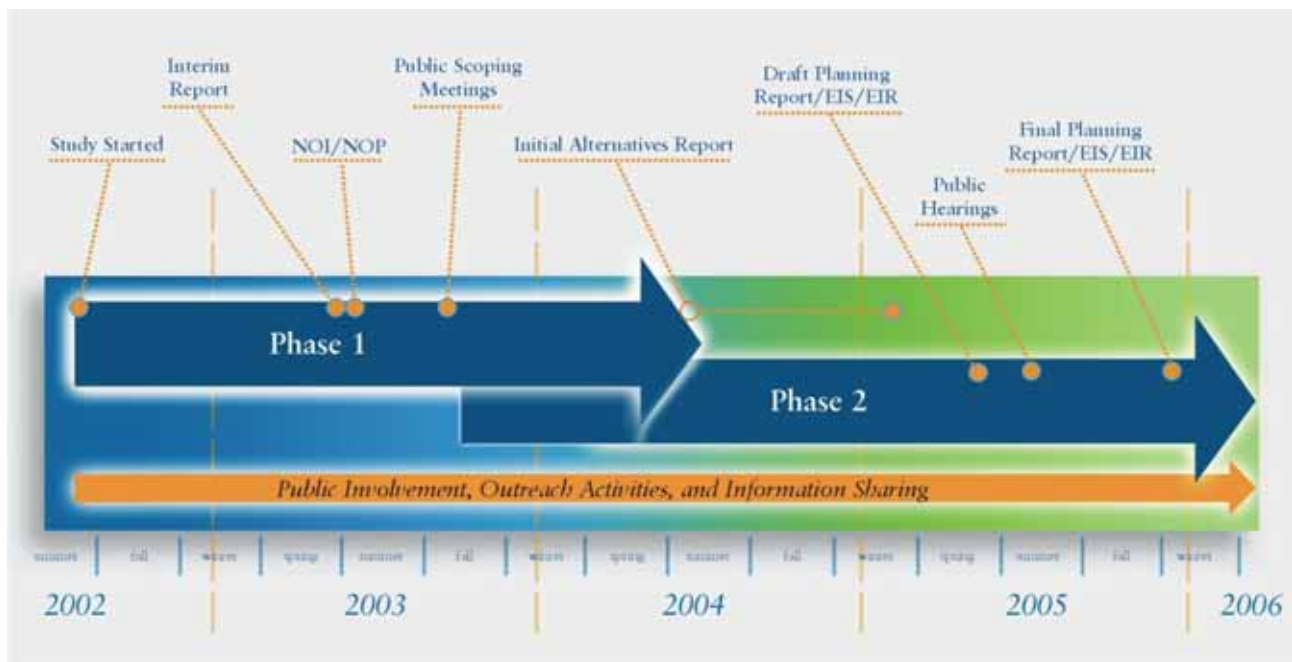 Interim
Report
Public Scoping
Meetings
Draft Planning
Report/EIS/EIR
Final Planning
Report/EIS/EIR
Study Started
NOI/NOP
Initial Alternatives Report
Public
Hearings
Phase 1
Phase 2
Public Involvement, Outreach Activities, and Information Sharing
summer fall winter spring summer fall winter spring summer fall winter spring summer fall winter
2002 2003 2004 2005 2006